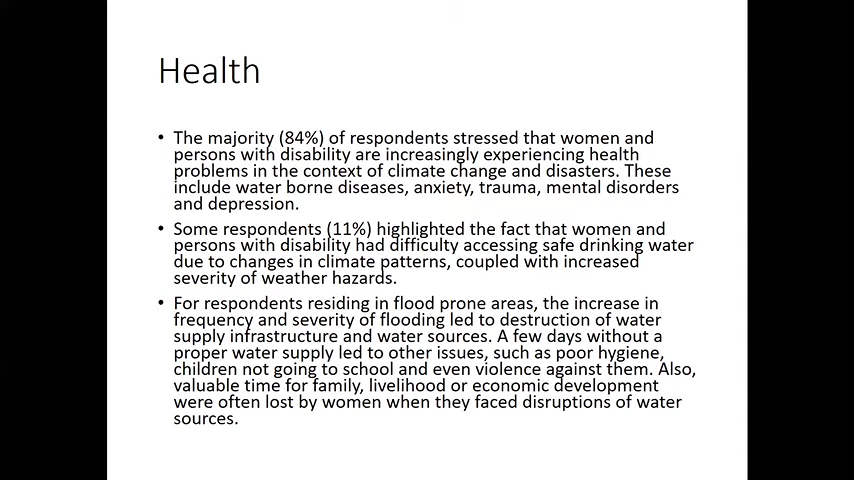 Health
• The majority (84%) of respondents stressed that women and
persons with disability are increasingly experiencing health
problems in the context of climate change and disasters. These
include water borne diseases, anxiety, trauma, mental disorders
and depression.
• Some respondents (11%) highlighted the fact that women and
persons with disability had difficulty accessing safe drinking water
due to changes in climate patterns, coupled with increased
severity of weather hazards.
• For respondents residing in flood prone areas, the increase in
frequency and severity of flooding led to destruction of water
supply infrastructure and water sources. A few days without a
proper water supply led to other issues, such as poor hygiene,
children not going to school and even violence against them. Also,
valuable time for family, livelihood or economic development
were often lost by women when they faced disruptions of water
sources.